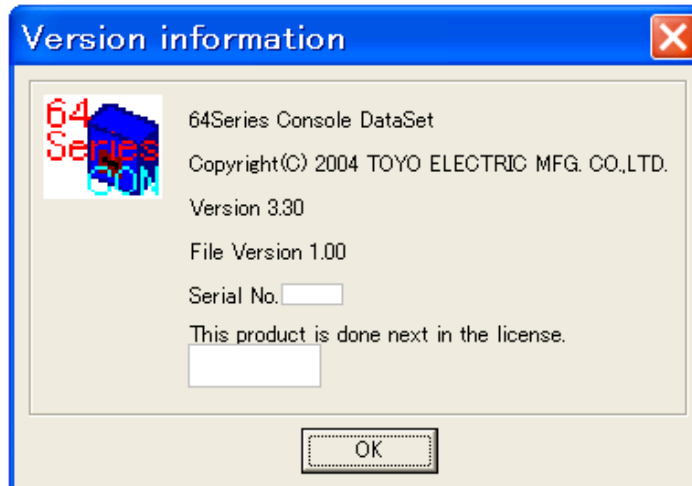 Version information
64
Series
CON
64Series Console DataSet
Copyright(C) 2004 TOYO ELECTRIC MFG. CO.,LTD.
Version 3.30
File Version 1.00
Serial No.
This product is done next in the license.
OK